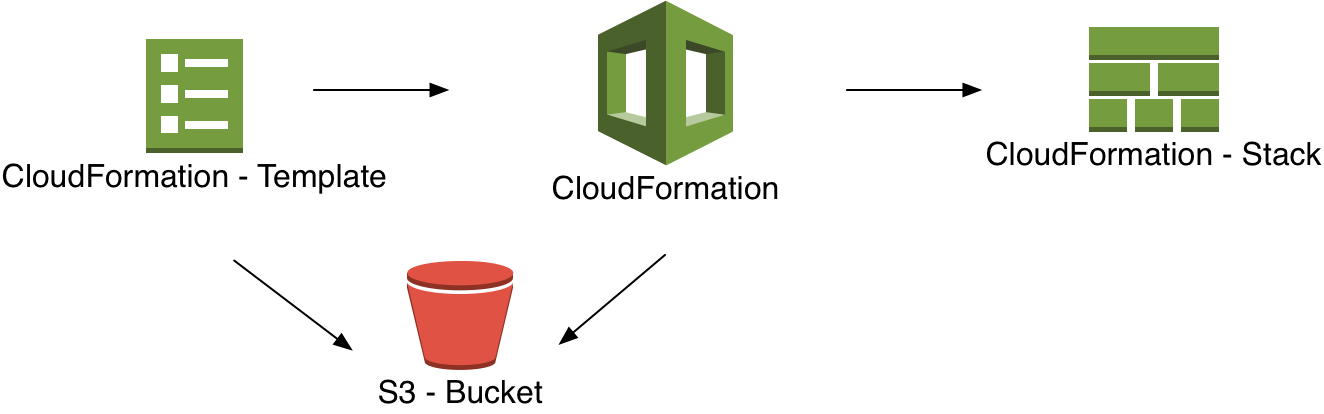 CloudFormation - Template
CloudFormation
CloudFormation - Stack
S3 - Bucket